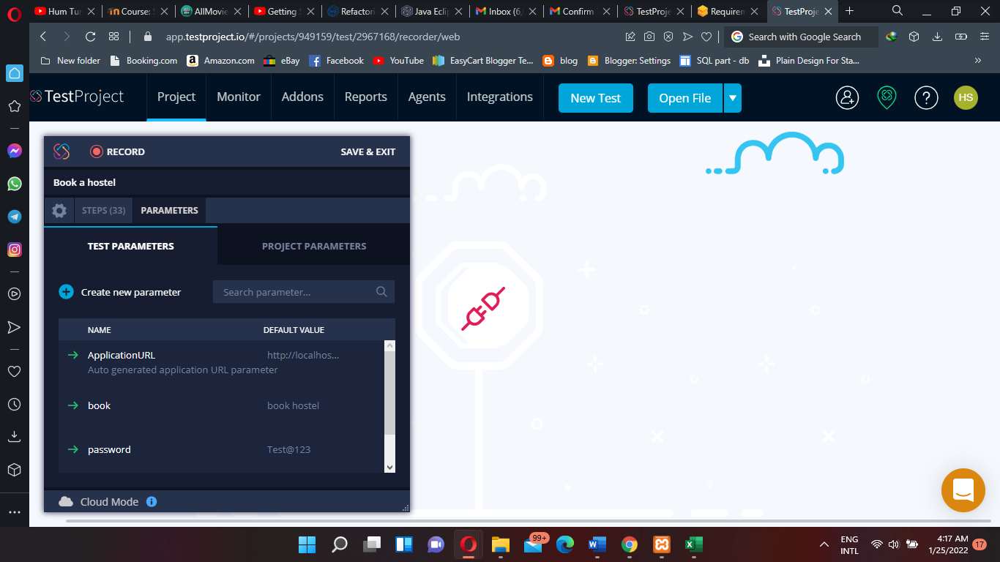 Hum Tur
Course: S
AllMovie
Getting S
Refactori
Java Ecli
Inbox (6,
Confirm
TestProje
Requirem
TestProje
app.testproject.io/#/projects/949159/test/2967168/recorder/web
Search with Google Search
New folder
Booking.com
Amazon.com
eBay
Facebook
YouTube
EasyCart Blogger Te...
blog
Blogger: Settings
SQL part - db
Plain Design For Sta...
TestProject
Project
Monitor
Addons
Reports
Agents
Integrations
New Test
Open File
HS
RECORD
SAVE & EXIT
Book a hostel
STEPS (33)
PARAMETERS
TEST PARAMETERS
PROJECT PARAMETERS
Create new parameter
Search parameter...
NAME
DEFAULT VALUE
ApplicationURL
http://localhos...
Auto generated application URL parameter
book
book hostel
password
Test@123
Cloud Mode
99+
ENG
INTL
4:17 AM
1/25/2022
17